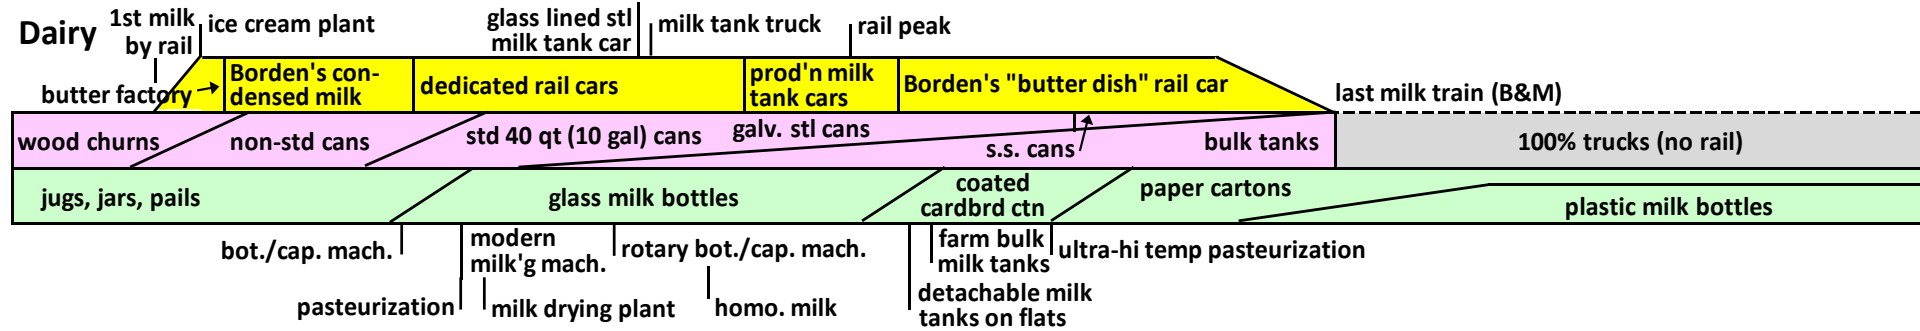 Dairy
1st milk
by rail
ice cream plant
glass lined stl
milk tank car
milk tank truck
rail peak
butter factory
Borden's con-
densed milk
dedicated rail cars
prod'n milk
tank cars
Borden's "butter dish" rail car
last milk train (B&M)
wood churns
non-std cans
std 40 qt (10 gal) cans
galv. stl cans
s.s. cans
bulk tanks
100% trucks (no rail)
jugs, jars, pails
glass milk bottles
coated
cardbrd ctn
paper cartons
plastic milk bottles
bot./cap. mach.
modern
milk'g mach.
rotary bot./cap. mach.
farm bulk
milk tanks
ultra-hi temp pasteurization
pasteurization
milk drying plant
homo. milk
detachable milk
tanks on flats